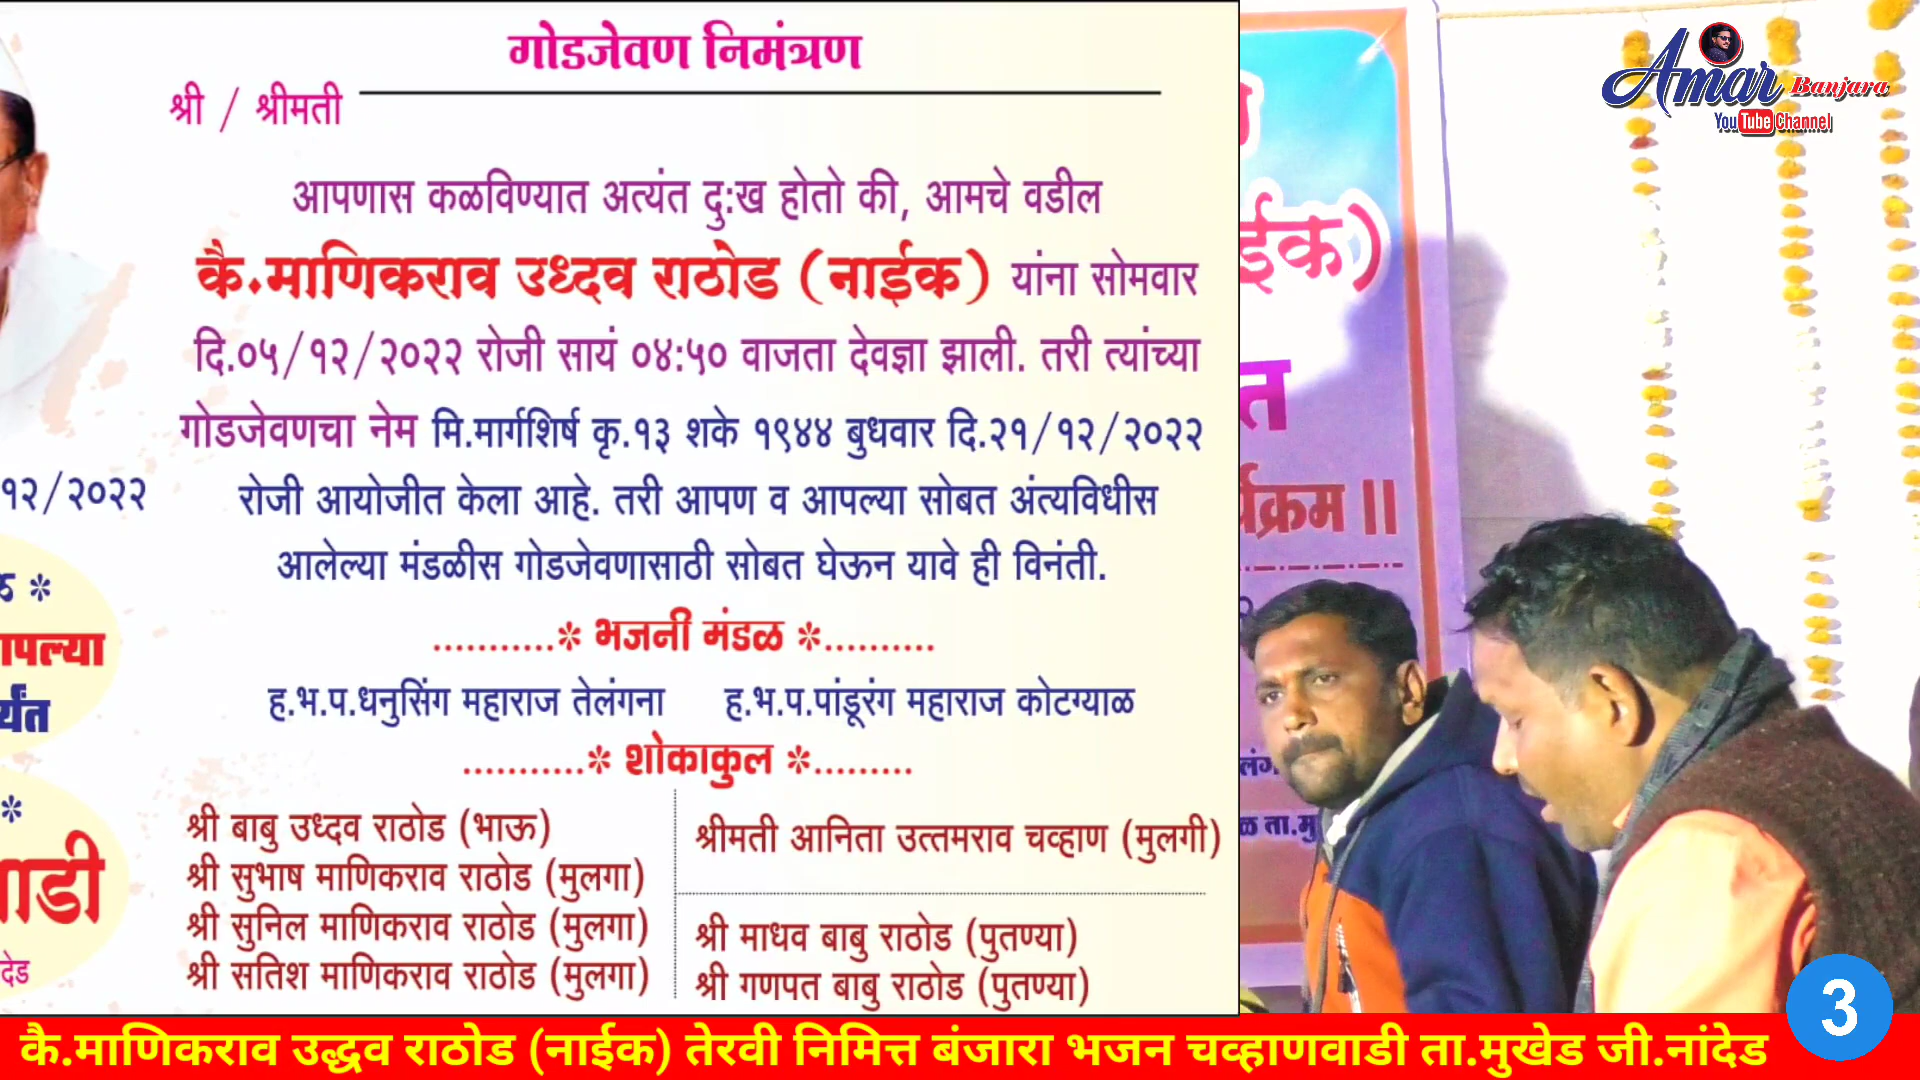 गोडजेवण निमंत्रण
श्री / श्रीमती
आपणास कळविण्यात अत्यंत दु:ख होतो की, आमचे वडील
कै.माणिकराव उध्दव राठोड (नाईक) यांना सोमवार
दि.०५/१२/२०२२ रोजी सायं ०४:५० वाजता देवज्ञा झाली. तरी त्यांच्या
गोडजेवणचा नेम मि.मार्गशिर्ष कृ.१३ शके १९४४ बुधवार दि.२१/१२/२०२२
रोजी आयोजीत केला आहे. तरी आपण व आपल्या सोबत अंत्यविधीस
आलेल्या मंडळीस गोडजेवणासाठी सोबत घेऊन यावे ही विनंती.
...........* भजनी मंडळ *..........
ह.भ.प.धनुसिंग महाराज तेलंगना ह.भ.प.पांडूरंग महाराज कोटग्याळ
...........* शोकाकुल *.........
श्री बाबु उध्दव राठोड (भाऊ)
श्री सुभाष माणिकराव राठोड (मुलगा)
श्री सुनिल माणिकराव राठोड (मुलगा)
श्री सतिश माणिकराव राठोड (मुलगा)
श्रीमती आनिता उत्तमराव चव्हाण (मुलगी)
श्री माधव बाबु राठोड (पुतण्या)
श्री गणपत बाबु राठोड (पुतण्या)
१२/२०२२
Amar Banjara
YouTube Channel
3
कै.माणिकराव उद्धव राठोड (नाईक) तेरवी निमित्त बंजारा भजन चव्हाणवाडी ता.मुखेड जी.नांदेड